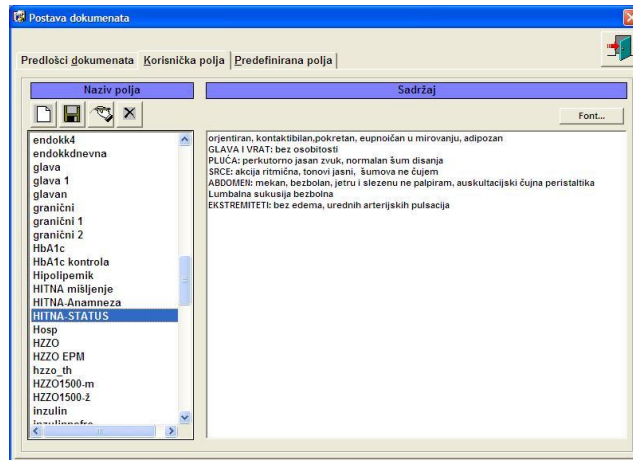 Postava dokumenata
Predlošci dokumenata Korisnička polja Predefinirana polja
Naziv polja
Sadržaj
Font...
endokk4
endokkdnevna
glava
glava 1
glavan
granični
granični 1
granični 2
HbA1c
HbA1c kontrola
Hipolipemik
HITNA mišljenje
HITNA-Anamneza
HITNA-STATUS
Hosp
HZZO
HZZO EPM
hzzo_th
HZZO1500-m
HZZO1500-ž
inzulin
orjentiran, kontaktibilan,pokretan, eupnoičan u mirovanju, adipozan
GLAVA I VRAT: bez osobitosti
PLUĆA: perkutorno jasan zvuk, normalan šum disanja
SRCE: akcija ritmična, tonovi jasni, šumova ne čujem
ABDOMEN: mekan, bezbolan, jetru i slezenu ne palpiram, auskultacijski čujna peristaltika
Lumbalna sukusija bezbolna
EKSTREMITETI: bez edema, urednih arterijskih pulsacija